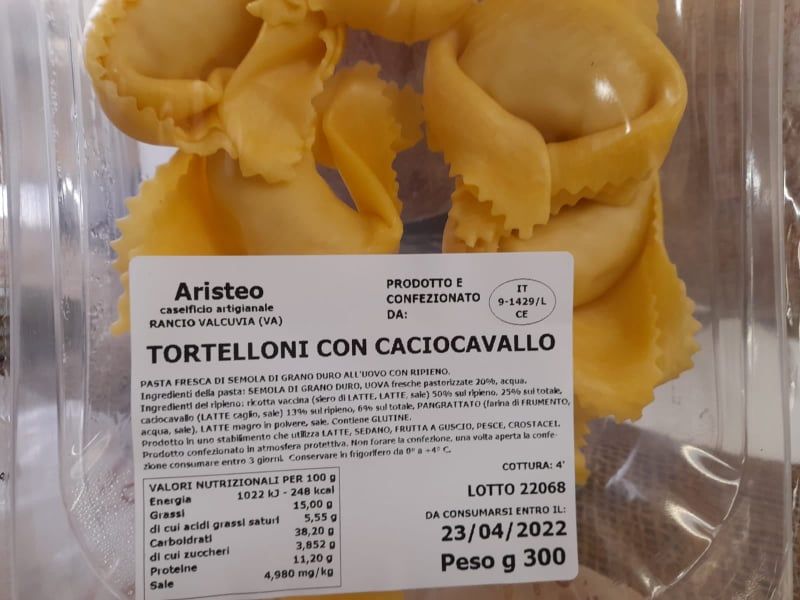 Aristeo
caseificio artigianale
RANCIO VALCUVIA (VA)
PRODOTTO E
CONFEZIONATO
DA:
IT
9-1429/L
CE
TORTELLONI CON CACIOCAVALLO
PASTA FRESCA DI SEMOLA DI GRANO DURO ALL'UOVO CON RIPIENO.
Ingredienti della pasta: SEMOLA DI GRANO DURO, UOVA fresche pastorizzate 20%, acqua.
Ingredienti del ripieno: ricotta vaccina (siero di LATTE, LATTE, sale) 50% sul ripieno, 25% sul totale,
caciocavallo (LATTE caglio, sale) 13% sul ripieno, 6% sul totale, PANGRATTATO (farina di FRUMENTO,
acqua, sale), LATTE magro in polvere, sale. Contiene GLUTINE.
Prodotto in uno stabilimento che utilizza LATTE, SEDANO, FRUTTA A GUSCIO, PESCE, CROSTACEI.
Prodotto confezionato in atmosfera protettiva. Non forare la confezione, una volta aperta la confe-
zione consumare entro 3 giorni. Conservare in frigorifero da 0° a +4° C.
VALORI NUTRIZIONALI PER 100 g
Energia 1022 kJ - 248 kcal
Grassi 15,00 g
di cui acidi grassi saturi 5,55 g
Carboidrati 38,20 g
di cui zuccheri 3,852 g
Proteine 11,20 g
Sale 4,980 mg/kg
COTTURA: 4'
LOTTO 22068
DA CONSUMARSI ENTRO IL:
23/04/2022
Peso g 300